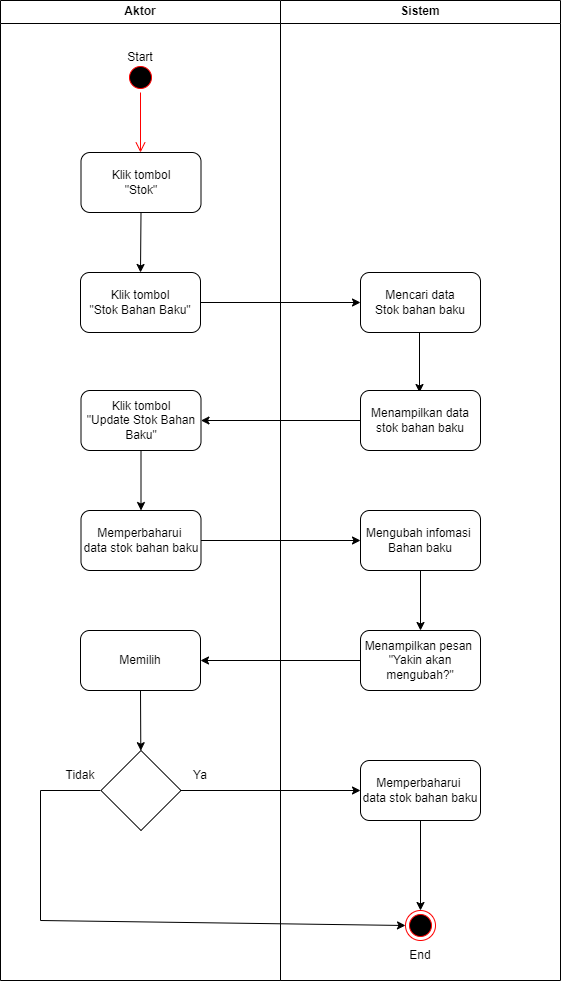 Aktor
Sistem
Start
Klik tombol
"Stok"
Klik tombol
"Stok Bahan Baku"
Mencari data
Stok bahan baku
Klik tombol
"Update Stok Bahan
Baku"
Menampilkan data
stok bahan baku
Memperbaharui
data stok bahan baku
Mengubah infomasi
Bahan baku
Memilih
Menampilkan pesan
"Yakin akan
mengubah?"
Tidak
Ya
Memperbaharui
data stok bahan baku
End